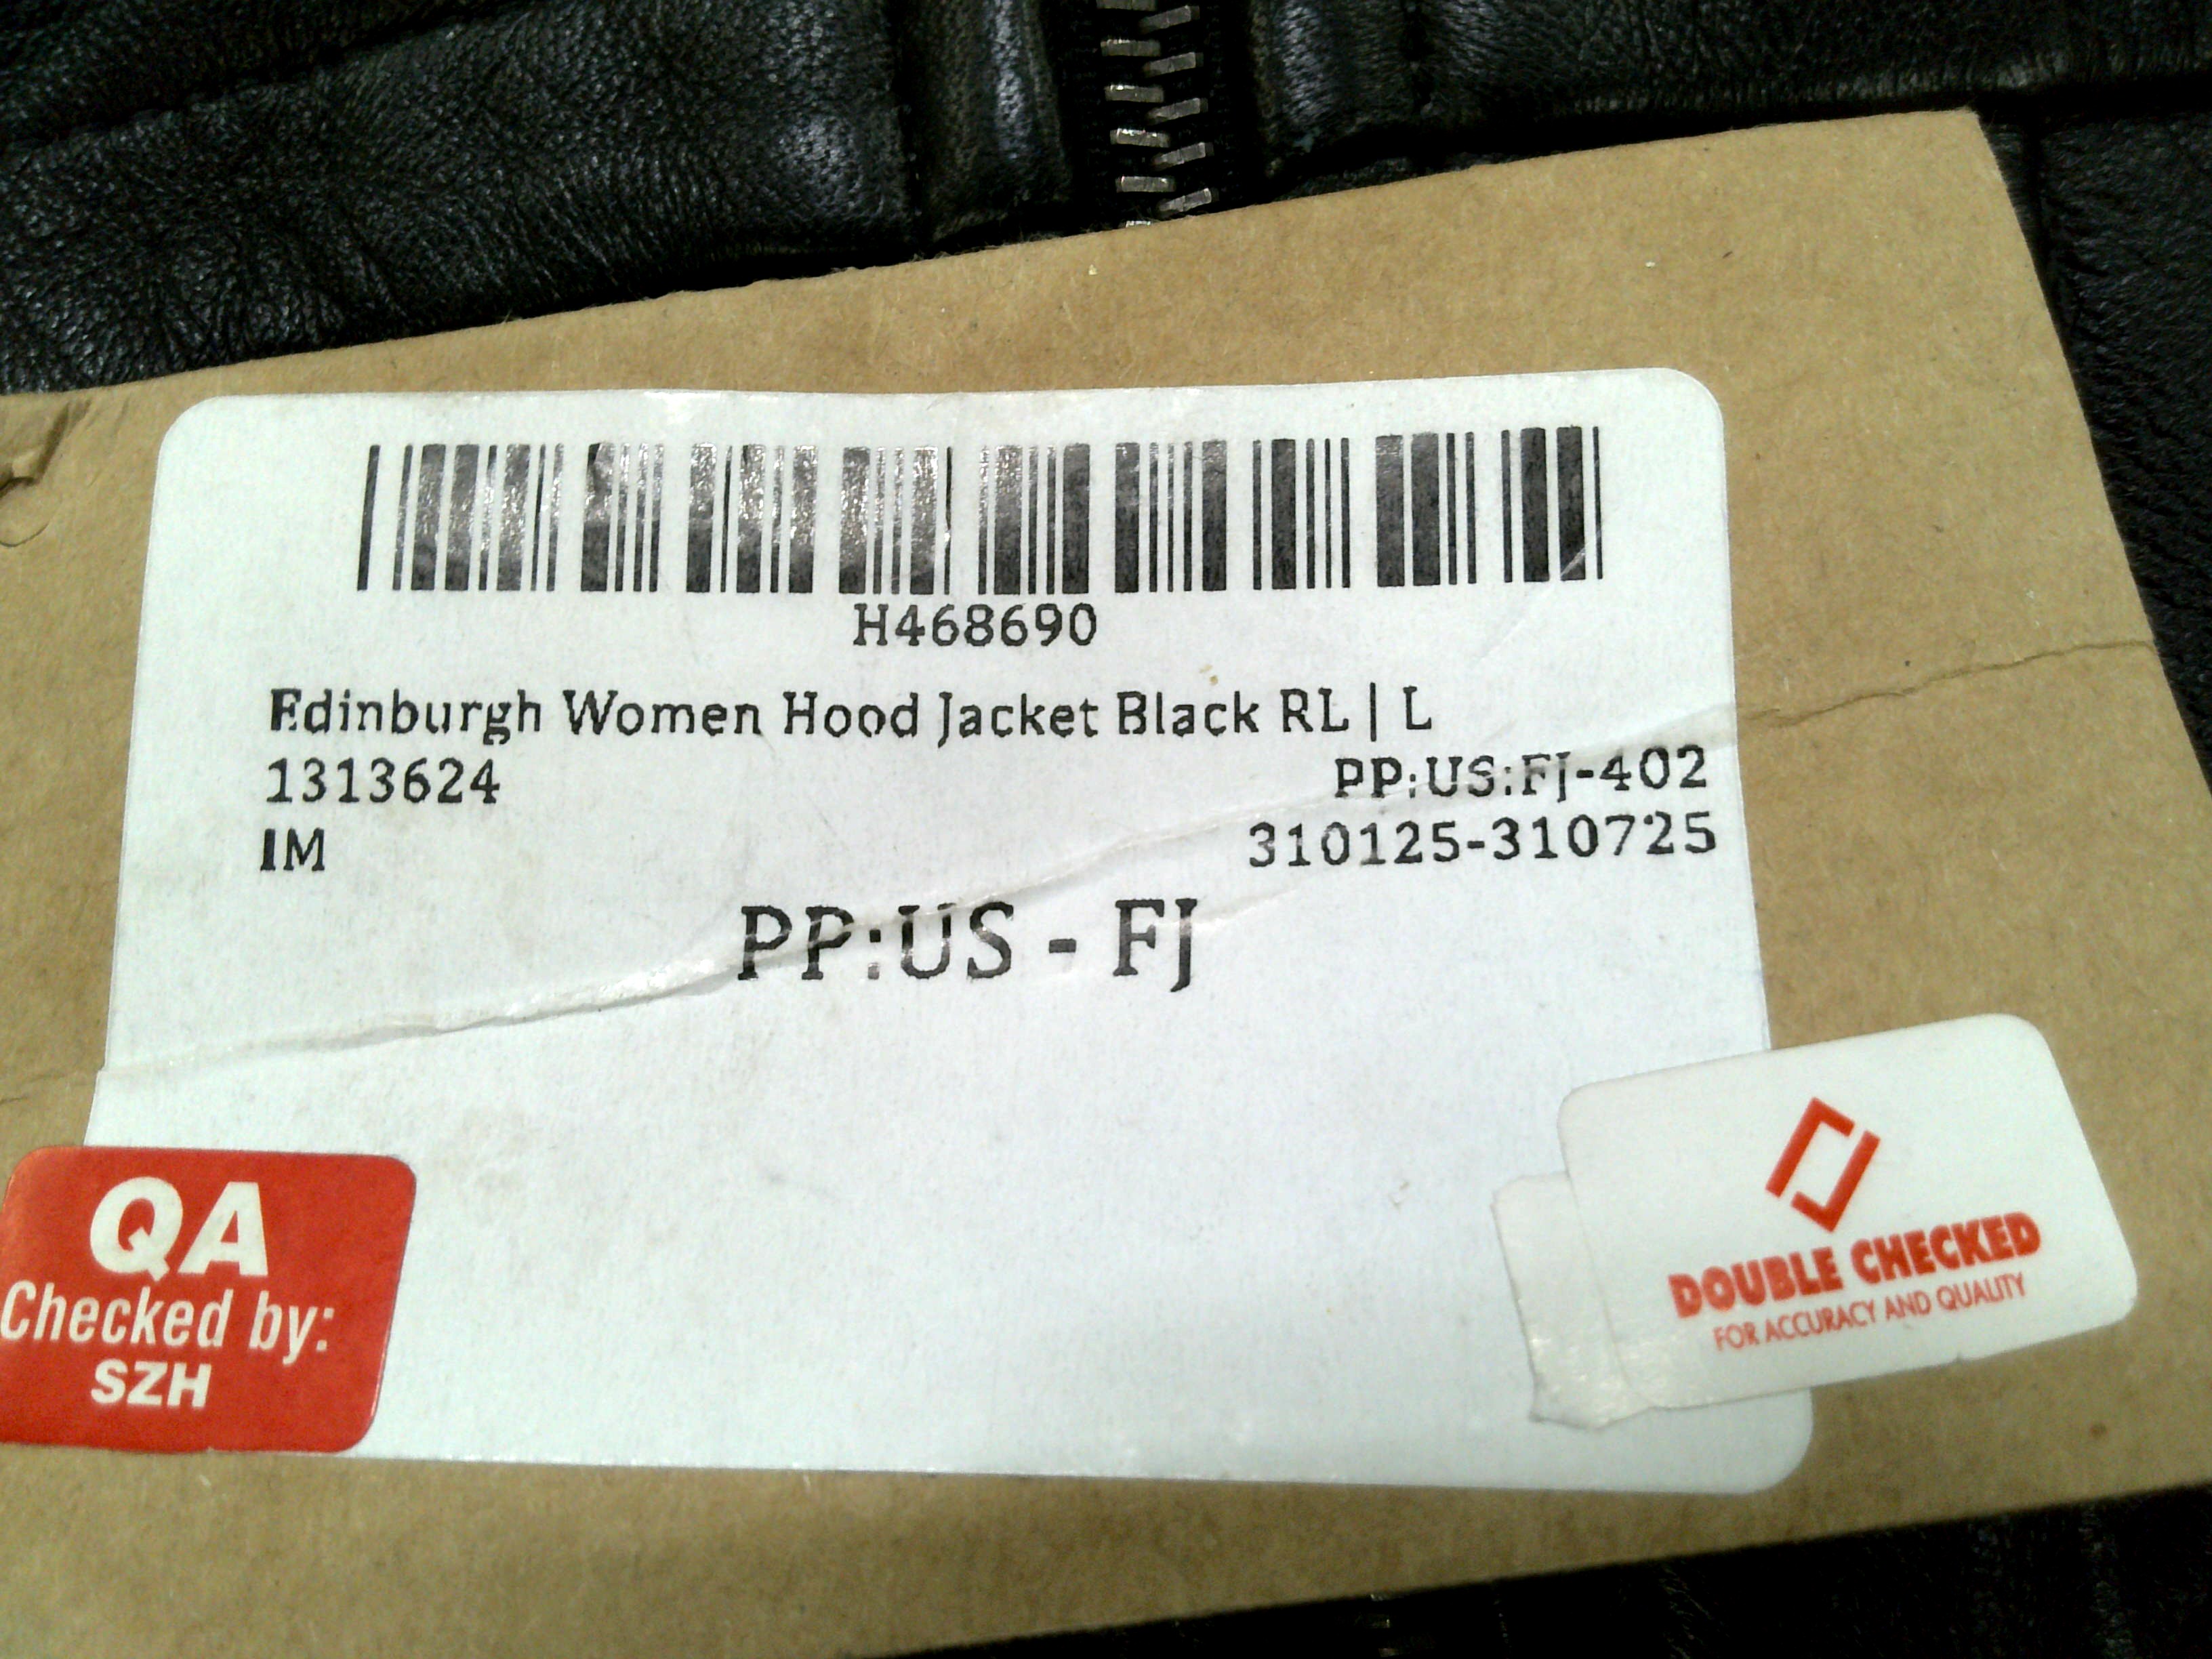 H468690
Edinburgh Women Hood Jacket Black RL | L
1313624
PP:US:FJ-402
IM
310125-310725
PP:US - FJ
QA
Checked by:
SZH
DOUBLE CHECKED
FOR ACCURACY AND QUALITY